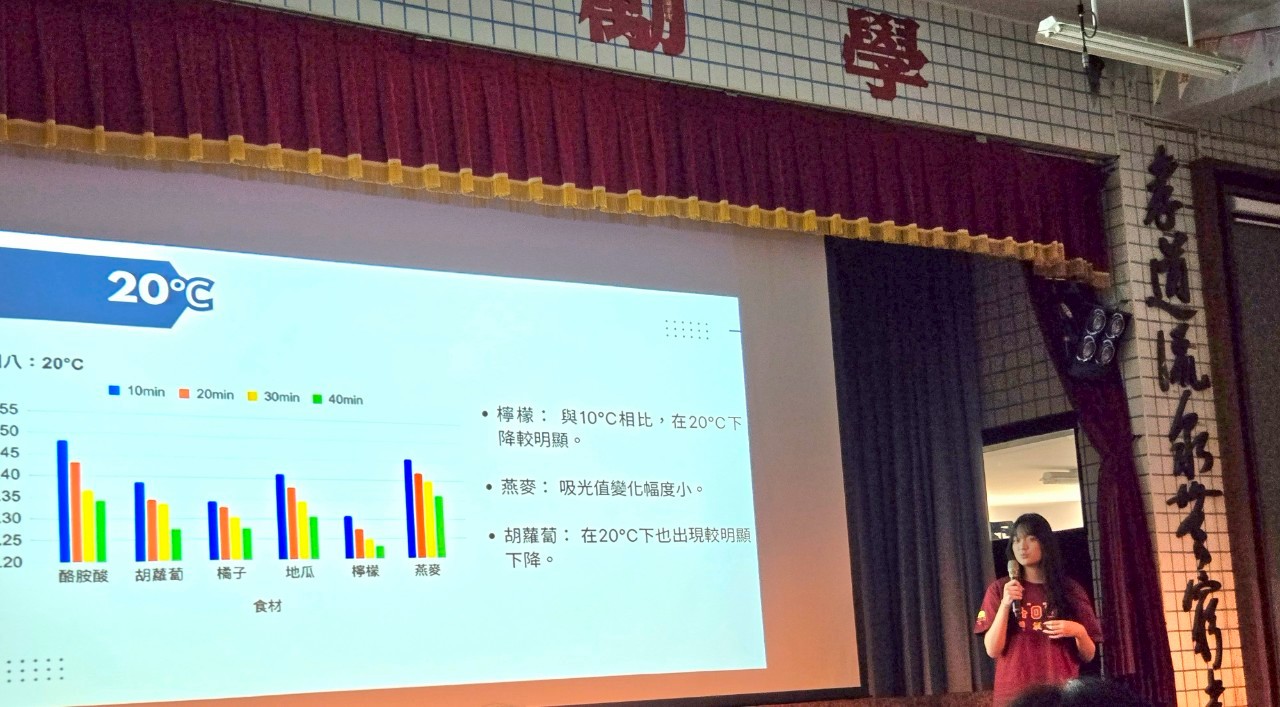 勤 學
20°C
八：20°C
10min 20min 30min 40min
55
50
45
40
.35
.30
.25
.20
酪胺酸 胡蘿蔔 橘子 地瓜 檸檬 燕麥
食材
• 檸檬： 與10°C相比，在20°C下
降較明顯。
• 燕麥： 吸光值變化幅度小。
• 胡蘿蔔： 在20°C下也出現較明顯
下降。
孝道流